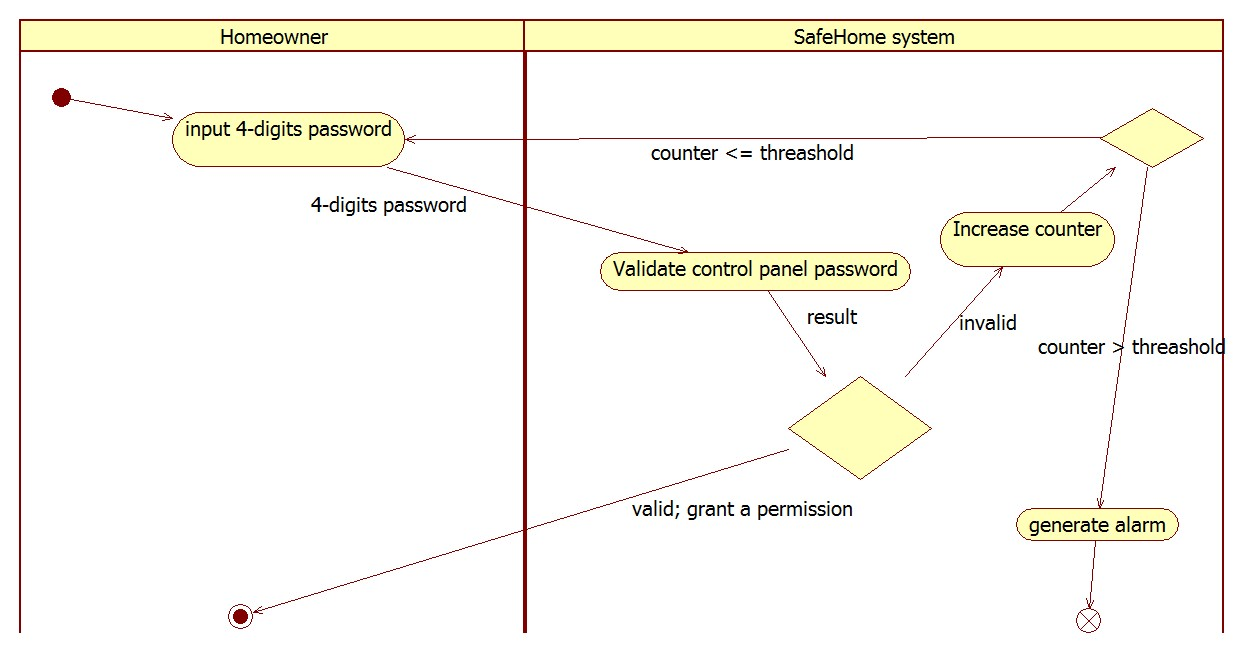 Homeowner
SafeHome system
input 4-digits password
counter <= threashold
4-digits password
Increase counter
Validate control panel password
result
invalid
counter > threashold
valid; grant a permission
generate alarm